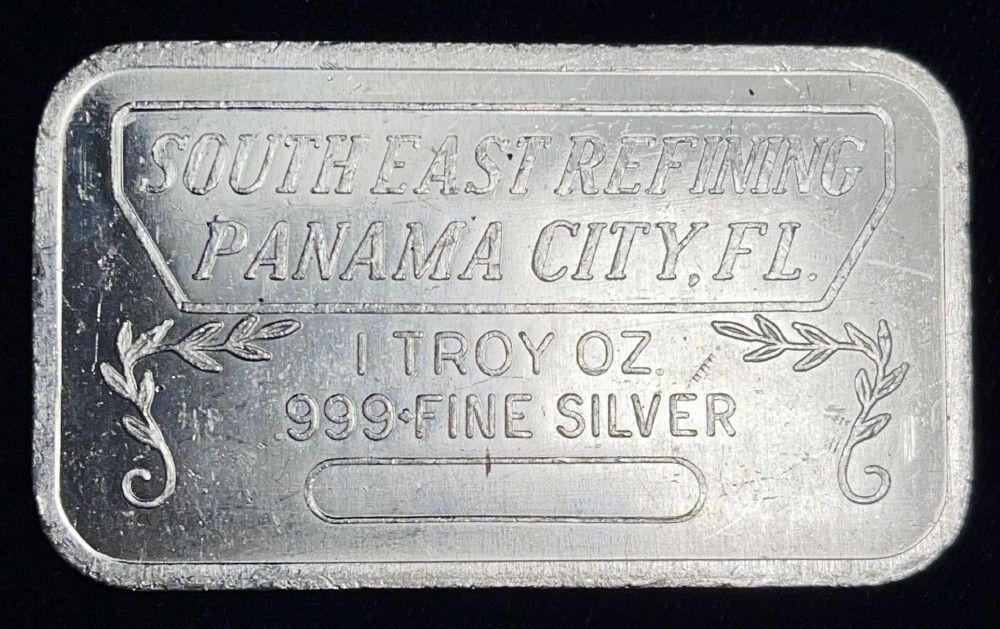 SOUTH EAST REFINING
PANAMA CITY, FL.
1 TROY OZ.
.999+FINE SILVER